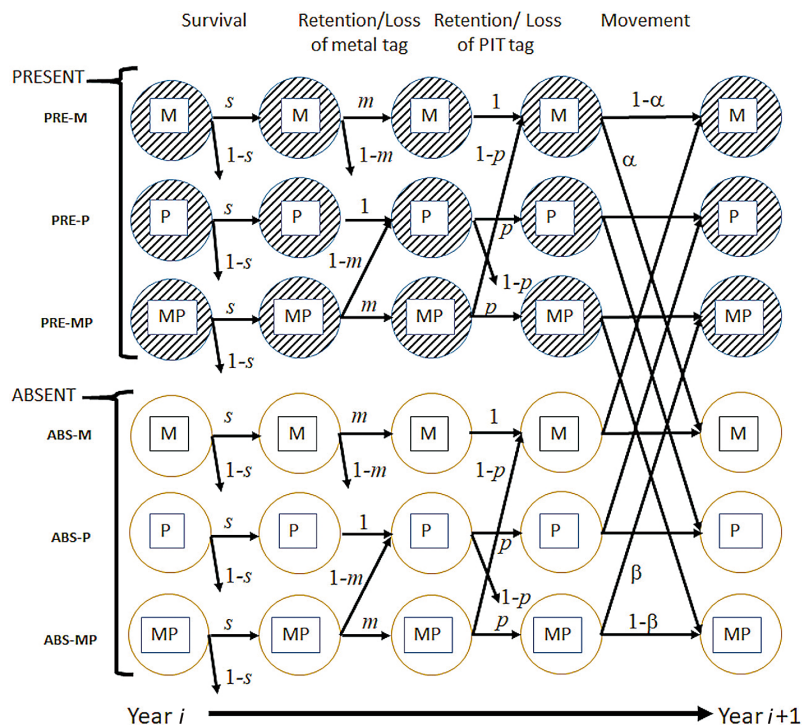 Survival Retention/Loss Retention/ Loss Movement
of metal tag of PIT tag
PRESENT
PRE-M M s M m M 1 M 1-α M
1-s 1-m 1-p α
PRE-P P s P 1 P p P P
1-s 1-m 1-p
PRE-MP MP s MP m MP p MP MP
1-s
ABSENT
ABS-M M s M m M 1 M M
1-s 1-m 1-p
ABS-P P s P 1 P p P P
1-s 1-m 1-p β
ABS-MP MP s MP m MP p MP 1-β MP
1-s
Year i Year i+1